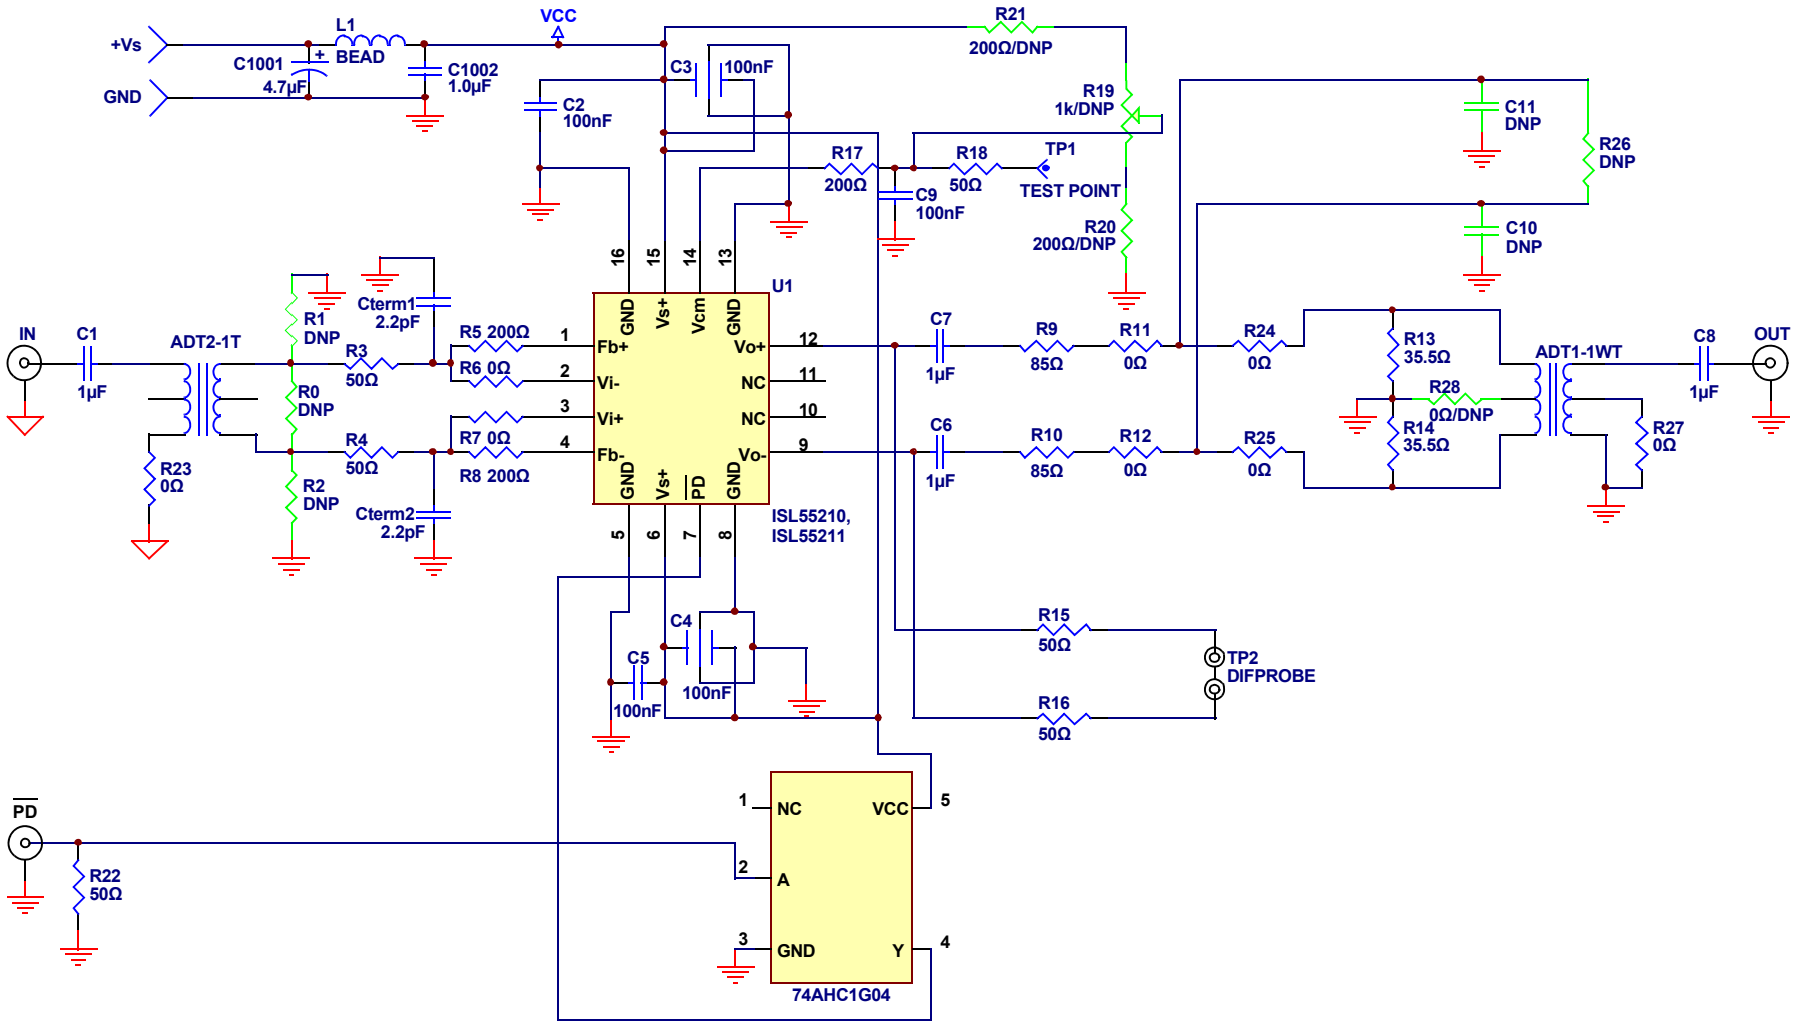 +Vs
GND
C1001
4.7µF
+
L1
BEAD
C1002
1.0µF
VCC
C2
100nF
C3
100nF
R21
200Ω/DNP
R19
1k/DNP
R17
200Ω
C9
100nF
R18
50Ω
TP1
TEST POINT
R20
200Ω/DNP
C11
DNP
R26
DNP
C10
DNP
IN
C1
1µF
ADT2-1T
R23
0Ω
R1
DNP
R0
DNP
R2
DNP
R3
50Ω
R4
50Ω
Cterm1
2.2pF
Cterm2
2.2pF
R5 200Ω
R6 0Ω
R7 0Ω
R8 200Ω
16
15
14
13
U1
GND
Vs+
Vcm
GND
1
Fb+
2
Vi-
3
Vi+
4
Fb-
Vo+
12
NC
11
NC
10
Vo-
9
GND
Vs+
PD
GND
5
6
7
8
ISL55210,
ISL55211
C7
1µF
R9
85Ω
R11
0Ω
R24
0Ω
C6
1µF
R10
85Ω
R12
0Ω
R25
0Ω
R13
35.5Ω
R28
0Ω/DNP
R14
35.5Ω
ADT1-1WT
R27
0Ω
C8
1µF
OUT
C4
100nF
C5
100nF
R15
50Ω
R16
50Ω
TP2
DIFPROBE
PD
R22
50Ω
1
NC
VCC
5
2
A
3
GND
Y
4
74AHC1G04